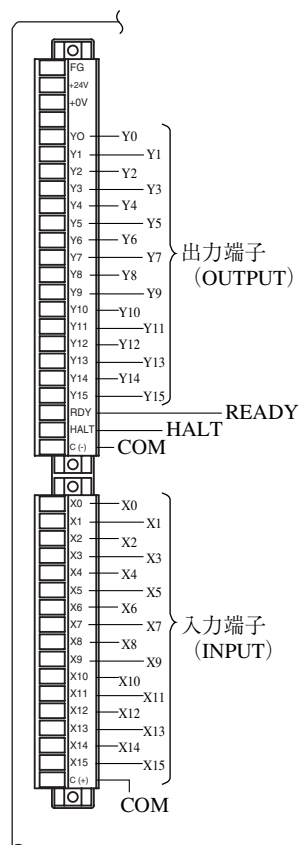 FG
+24V
+0V
YO Y0
Y1 Y1
Y2 Y2
Y3 Y3
Y4 Y4
Y5 Y5
Y6 Y6
Y7 Y7
Y8 Y8
Y9 Y9
Y10 Y10
Y11 Y11
Y12 Y12
Y13 Y13
Y14 Y14
Y15 Y15
出力端子
（OUTPUT）
RDY READY
HALT HALT
C (-) COM
X0 X0
X1 X1
X2 X2
X3 X3
X4 X4
X5 X5
X6 X6
X7 X7
X8 X8
X9 X9
X10 X10
X11 X11
X12 X12
X13 X13
X14 X14
X15 X15
入力端子
（INPUT）
C (+)
COM